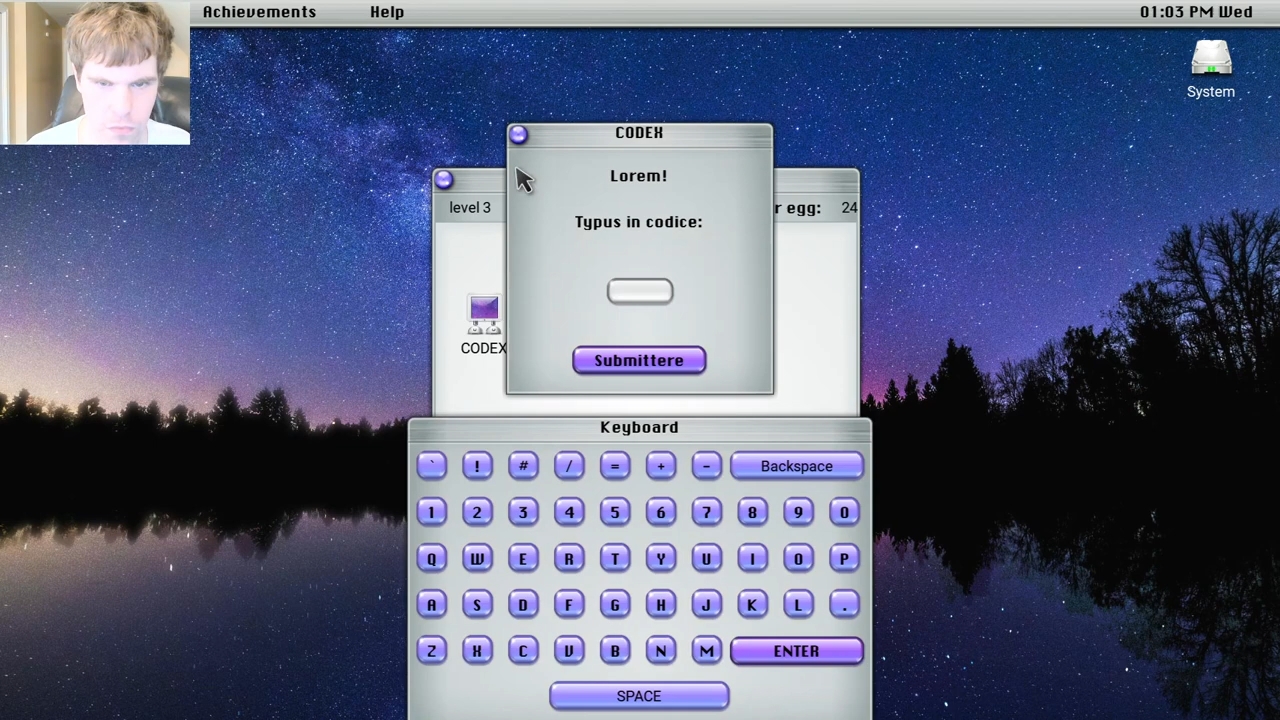 Achievements Help 01:03 PM Wed
System
CODEX
Lorem!
level 3 r egg: 24
Typus in codice:
CODEX
Submittere
Keyboard
` ! # / = + - Backspace
1 2 3 4 5 6 7 8 9 0
Q W E R T Y U I O P
A S D F G H J K L .
Z X C V B N M ENTER
SPACE